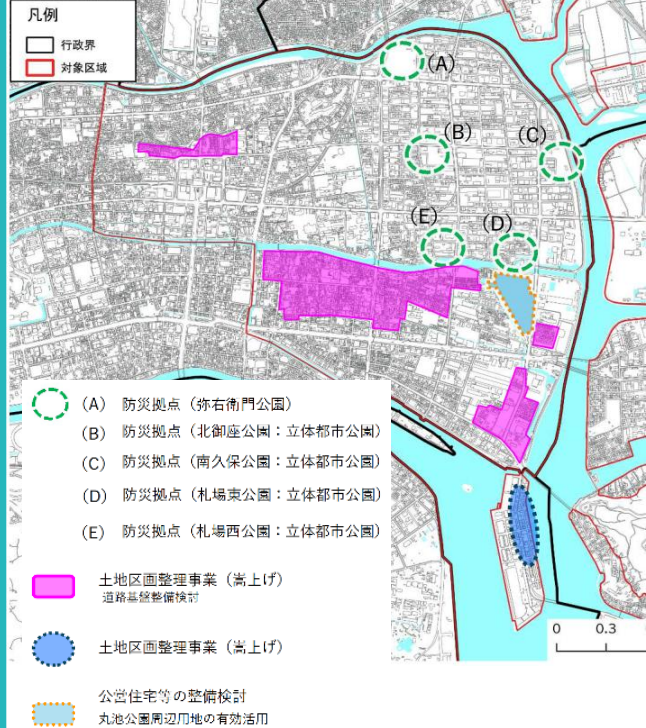 凡例
行政界
対象区域
(A)
(B)
(C)
(E)
(D)
(A) 防災拠点（弥右衛門公園）
(B) 防災拠点（北御座公園：立体都市公園）
(C) 防災拠点（南久保公園：立体都市公園）
(D) 防災拠点（札場東公園：立体都市公園）
(E) 防災拠点（札場西公園：立体都市公園）
土地区画整理事業（嵩上げ）
道路基盤整備検討
土地区画整理事業（嵩上げ）
公営住宅等の整備検討
丸池公園周辺用地の有効活用
0 0.3